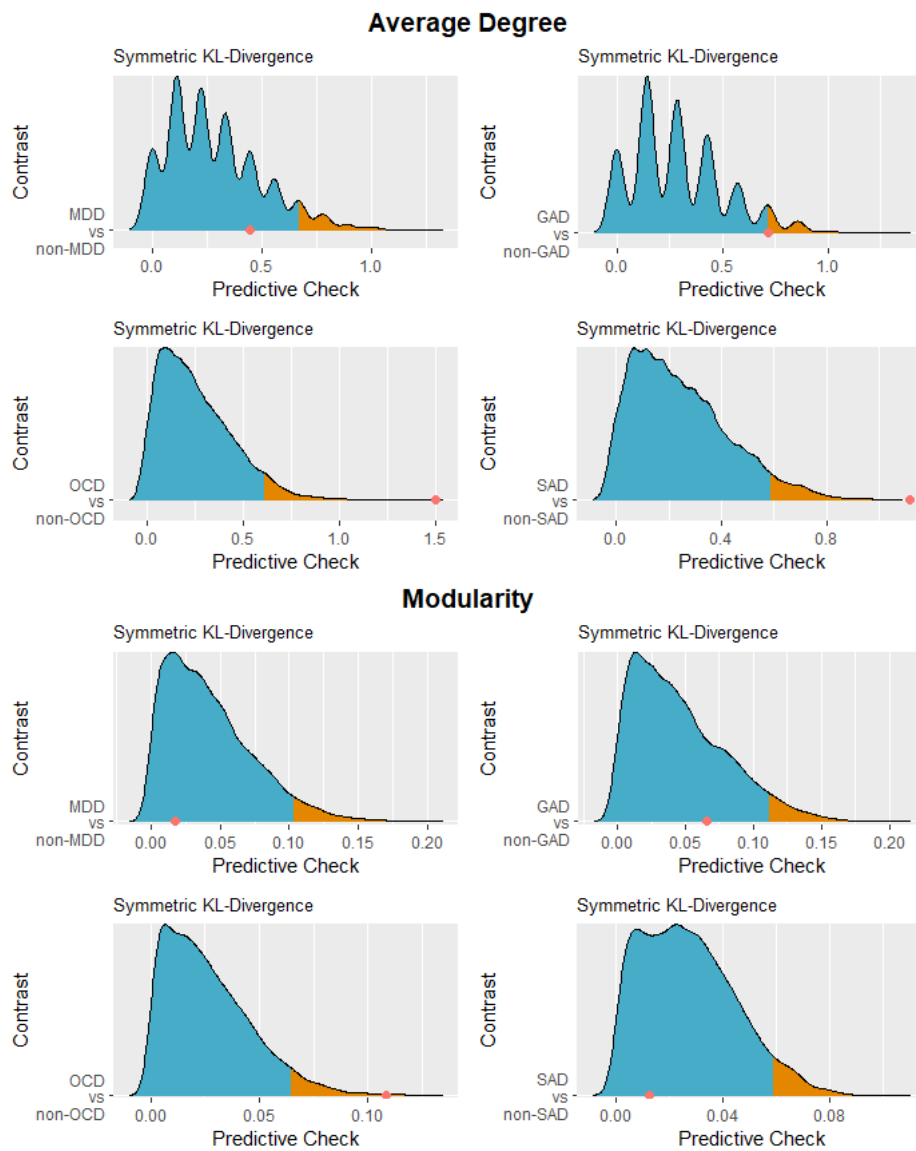 Average Degree
Symmetric KL-Divergence
Contrast
MDD
vs
non-MDD
0.0 0.5 1.0
Predictive Check
Symmetric KL-Divergence
Contrast
GAD
vs
non-GAD
0.0 0.5 1.0
Predictive Check
Symmetric KL-Divergence
Contrast
OCD
vs
non-OCD
0.0 0.5 1.0 1.5
Predictive Check
Symmetric KL-Divergence
Contrast
SAD
vs
non-SAD
0.0 0.4 0.8
Predictive Check
Modularity
Symmetric KL-Divergence
Contrast
MDD
vs
non-MDD
0.00 0.05 0.10 0.15 0.20
Predictive Check
Symmetric KL-Divergence
Contrast
GAD
vs
non-GAD
0.00 0.05 0.10 0.15 0.20
Predictive Check
Symmetric KL-Divergence
Contrast
OCD
vs
non-OCD
0.00 0.05 0.10
Predictive Check
Symmetric KL-Divergence
Contrast
SAD
vs
non-SAD
0.00 0.04 0.08
Predictive Check